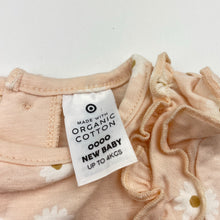 MADE WITH
ORGANIC
COTTON
0000
NEW BABY
UP TO 4KGS